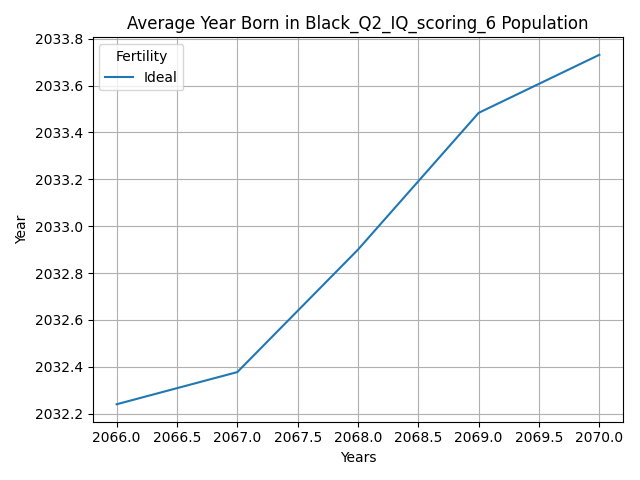 Average Year Born in Black_Q2_IQ_scoring_6 Population
Fertility
Ideal
Year
2033.8
2033.6
2033.4
2033.2
2033.0
2032.8
2032.6
2032.4
2032.2
2066.0 2066.5 2067.0 2067.5 2068.0 2068.5 2069.0 2069.5 2070.0
Years